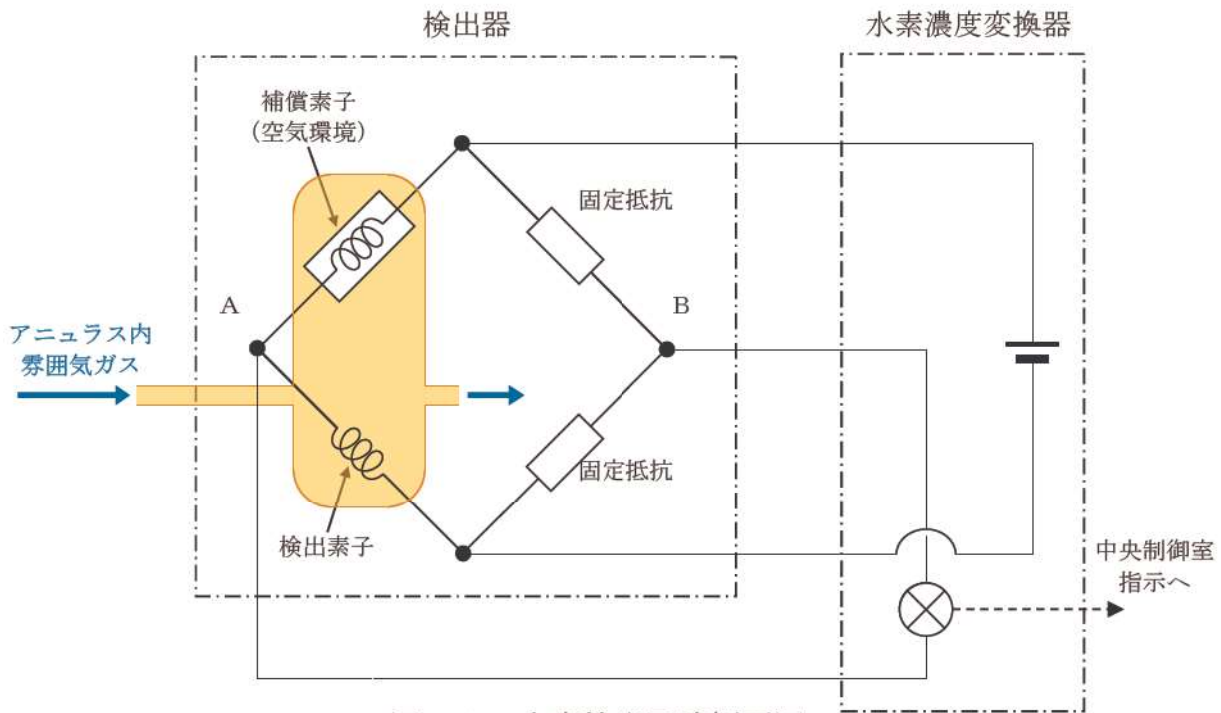 検出器
水素濃度変換器
補償素子
(空気環境)
固定抵抗
A
B
アニュラス内
雰囲気ガス
固定抵抗
検出素子
中央制御室
指示へ